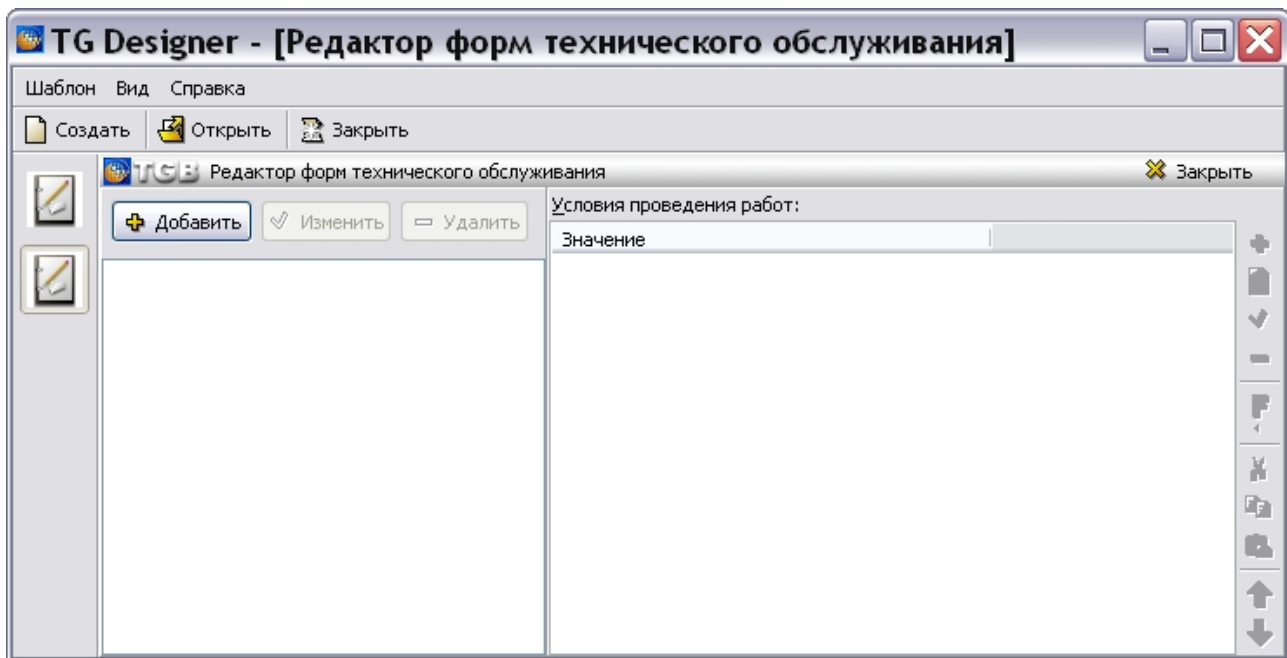 TG Designer - [Редактор форм технического обслуживания]
Шаблон Вид Справка
Создать Открыть Закрыть
TGB Редактор форм технического обслуживания Закрыть
Добавить Изменить Удалить
Условия проведения работ:
Значение